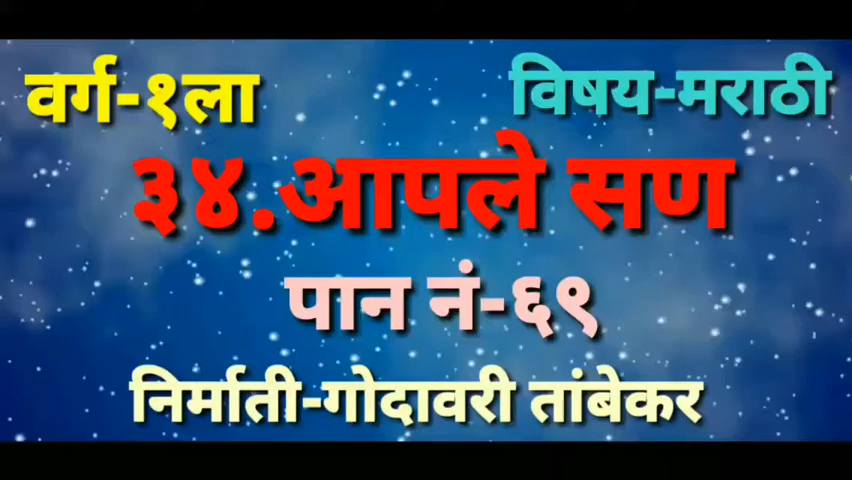 वर्ग-१ला
विषय-मराठी
३४.आपले सण
पान नं-६९
निर्माती-गोदावरी तांबेकर